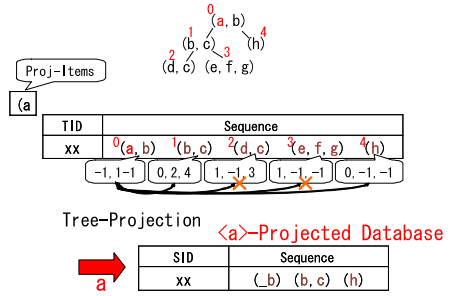 0
(a, b)
1 4
(b, c) (h)
2 3
(d, c) (e, f, g)
Proj-Items
(a
TID Sequence
xx 0(a, b) 1(b, c) 2(d, c) 3(e, f, g) 4(h)
-1, 1-1 0, 2, 4 1, -1, 3 1, -1, -1 0, -1, -1
Tree-Projection
<a>-Projected Database
a
SID Sequence
xx (_b) (b, c) (h)